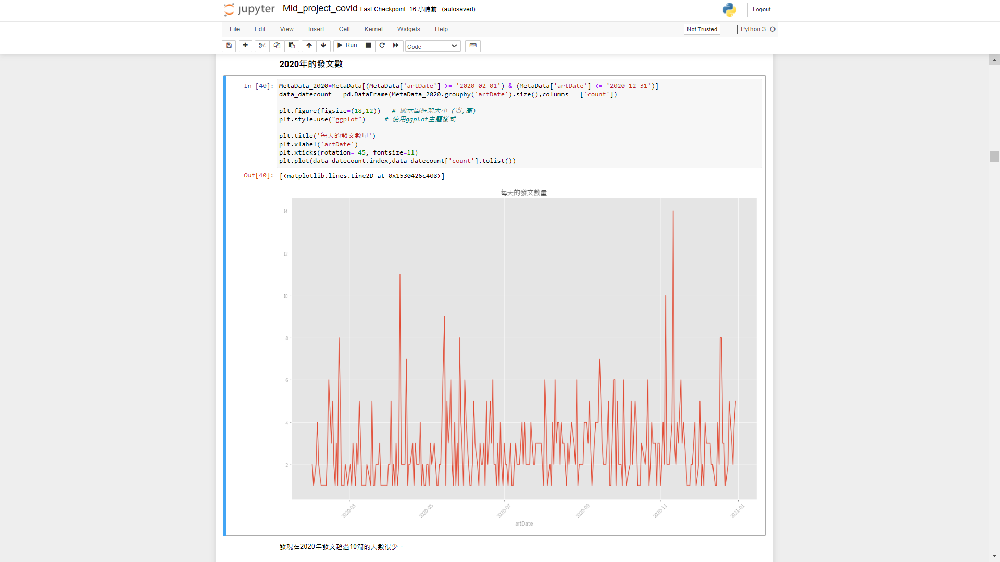 jupyter Mid_project_covid Last Checkpoint: 16 小時前 (autosaved) Logout
File Edit View Insert Cell Kernel Widgets Help Not Trusted Python 3
Run Code
2020年的發文數
In [40]: MetaData_2020=MetaData[(MetaData['artDate'] >= '2020-02-01') & (MetaData['artDate'] <= '2020-12-31')]
data_datecount = pd.DataFrame(MetaData_2020.groupby('artDate').size(),columns = ['count'])
plt.figure(figsize=(18,12)) # 顯示圖框架大小 (寬,高)
plt.style.use("ggplot") # 使用ggplot主題樣式
plt.title('每天的發文數量')
plt.xlabel('artDate')
plt.xticks(rotation= 45, fontsize=11)
plt.plot(data_datecount.index,data_datecount['count'].tolist())
Out[40]: [<matplotlib.lines.Line2D at 0x1530426c408>]
每天的發文數量
14
12
10
8
6
4
2
2020-03 2020-05 2020-07 2020-09 2020-11 2021-01
artDate
發現在2020年發文超過10篇的天數很少。